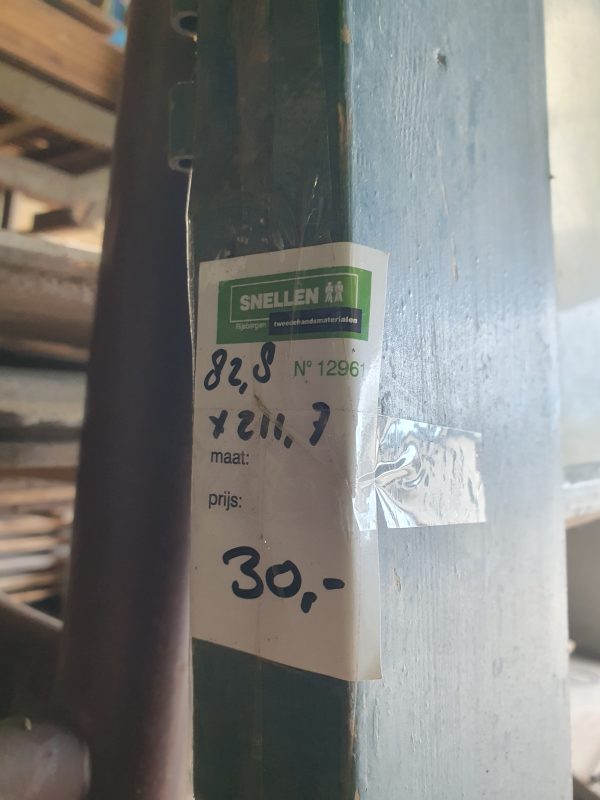 SNELLEN
Rijsbergen tweedehandsmaterialen
82,8 N° 12961
x 211,7
maat:
prijs:
30,-